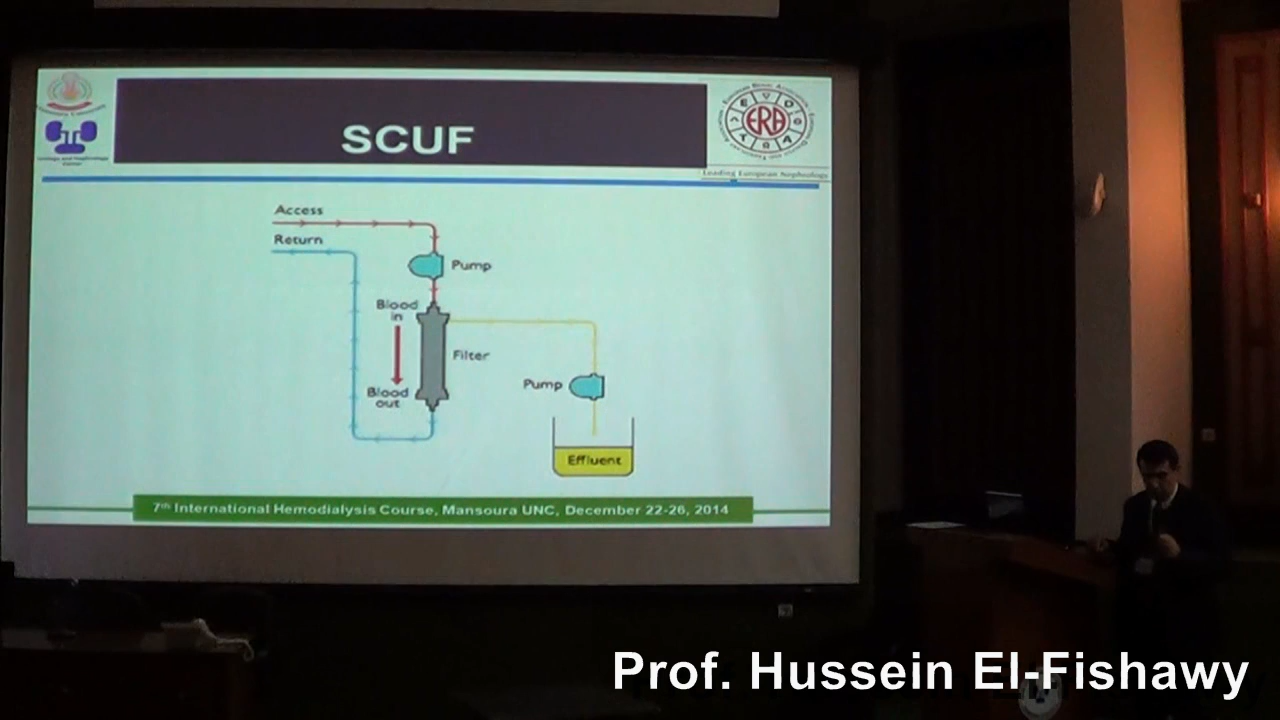 SCUF
ERA
Leading European Nephrology
Access
Return
Pump
Blood
in
Filter
Blood
out
Pump
Effluent
7th International Hemodialysis Course, Mansoura UNC, December 22-26, 2014
Prof. Hussein El-Fishawy